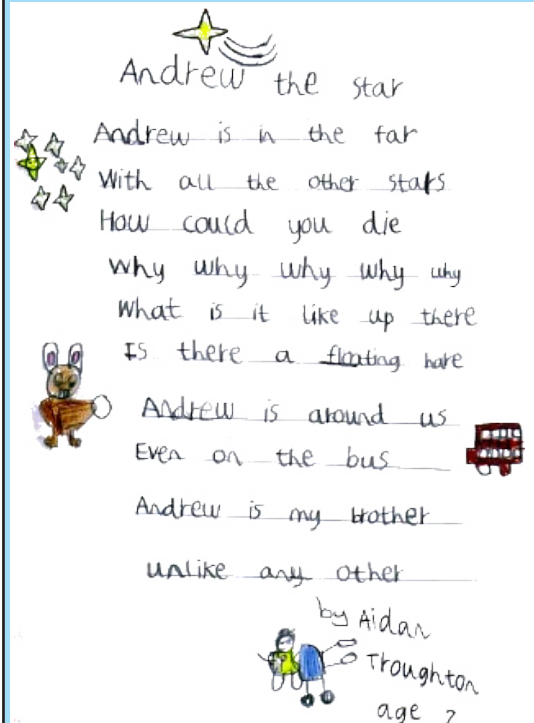 Andrew the star
Andrew is in the far
With all the other stars
How could you die
Why why why why why
What is it like up there
Is there a floating hare
Andrew is around us
Even on the bus
Andrew is my brother
unlike any other
by Aidan
Troughton
age